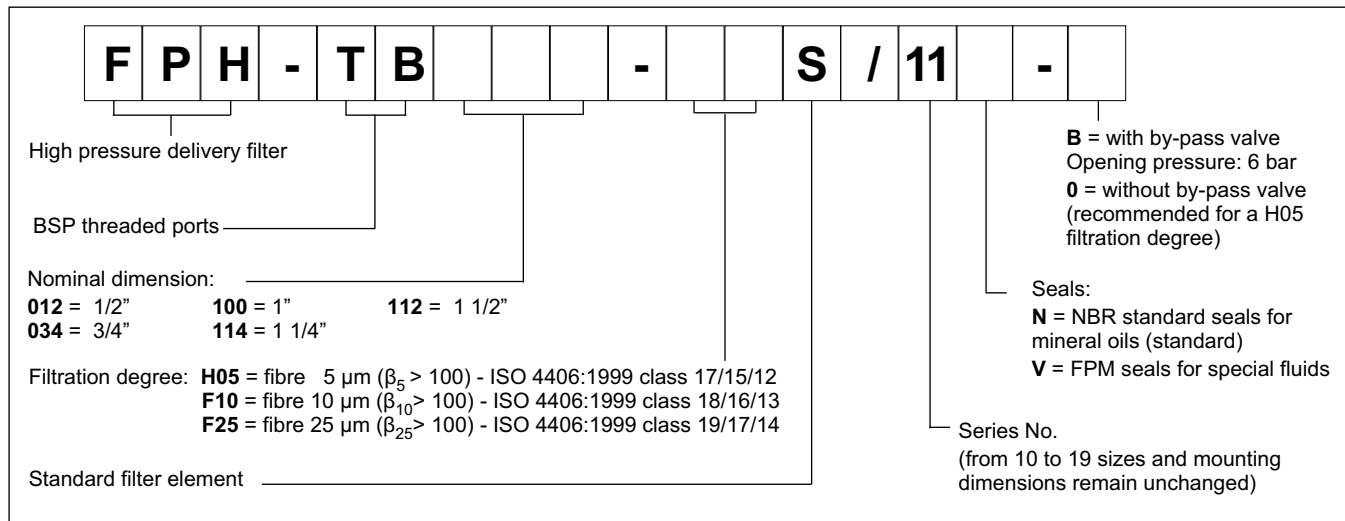 F P H - T B - S / 11 -
High pressure delivery filter
BSP threaded ports
Nominal dimension:
012 = 1/2” 100 = 1” 112 = 1 1/2”
034 = 3/4” 114 = 1 1/4”
Filtration degree: H05 = fibre 5 µm (β5 > 100) - ISO 4406:1999 class 17/15/12
F10 = fibre 10 µm (β10> 100) - ISO 4406:1999 class 18/16/13
F25 = fibre 25 µm (β25> 100) - ISO 4406:1999 class 19/17/14
Standard filter element
B = with by-pass valve
Opening pressure: 6 bar
0 = without by-pass valve
(recommended for a H05
filtration degree)
Seals:
N = NBR standard seals for
mineral oils (standard)
V = FPM seals for special fluids
Series No.
(from 10 to 19 sizes and mounting
dimensions remain unchanged)